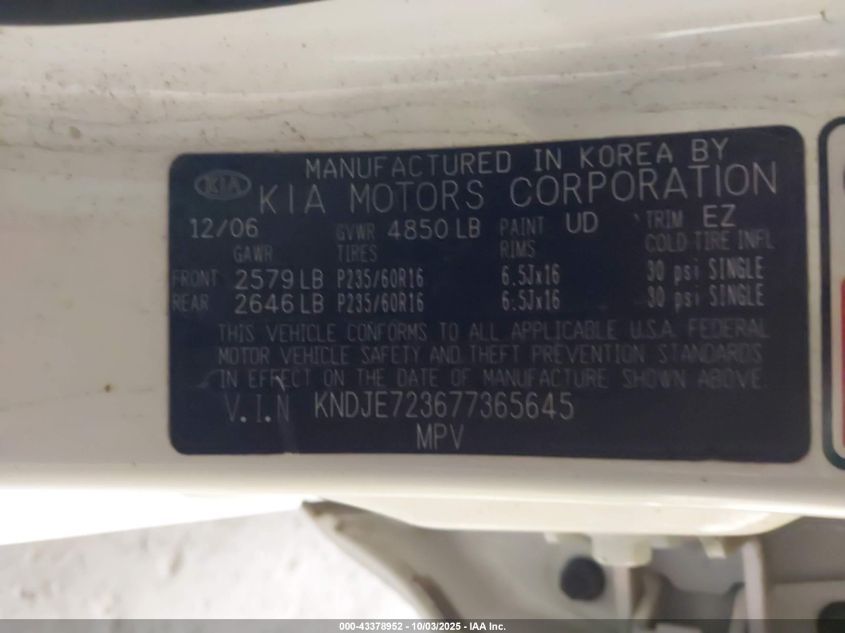 MANUFACTURED IN KOREA BY
KIA KIA MOTORS CORPORATION
12/06 GVWR 4850 LB PAINT UD TRIM EZ
GAWR TIRES RIMS COLD TIRE INFL
FRONT 2579 LB P235/60R16 6.5Jx16 30 psi SINGLE
REAR 2646 LB P235/60R16 6.5Jx16 30 psi SINGLE
THIS VEHICLE CONFORMS TO ALL APPLICABLE U.S.A. FEDERAL
MOTOR VEHICLE SAFETY AND THEFT PREVENTION STANDARDS
IN EFFECT ON THE DATE OF MANUFACTURE SHOWN ABOVE.
V.I.N KNDJE723677365645
MPV
000-43378952 - 10/03/2025 - IAA Inc.